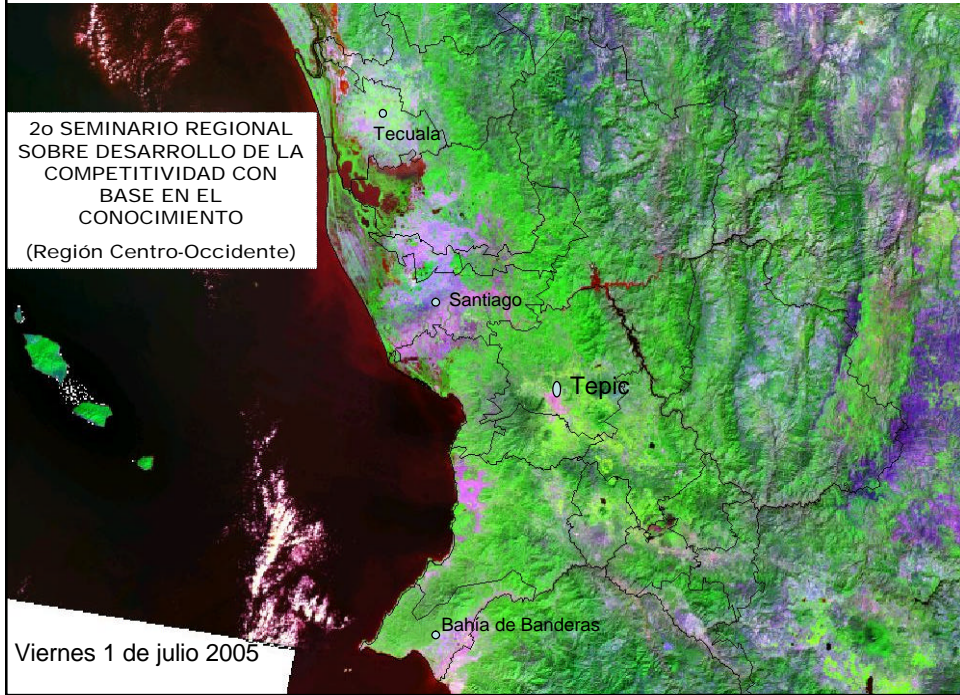 2o SEMINARIO REGIONAL
SOBRE DESARROLLO DE LA
COMPETITIVIDAD CON
BASE EN EL
CONOCIMIENTO
(Región Centro-Occidente)
Tecuala
Santiago
Tepic
Bahía de Banderas
Viernes 1 de julio 2005